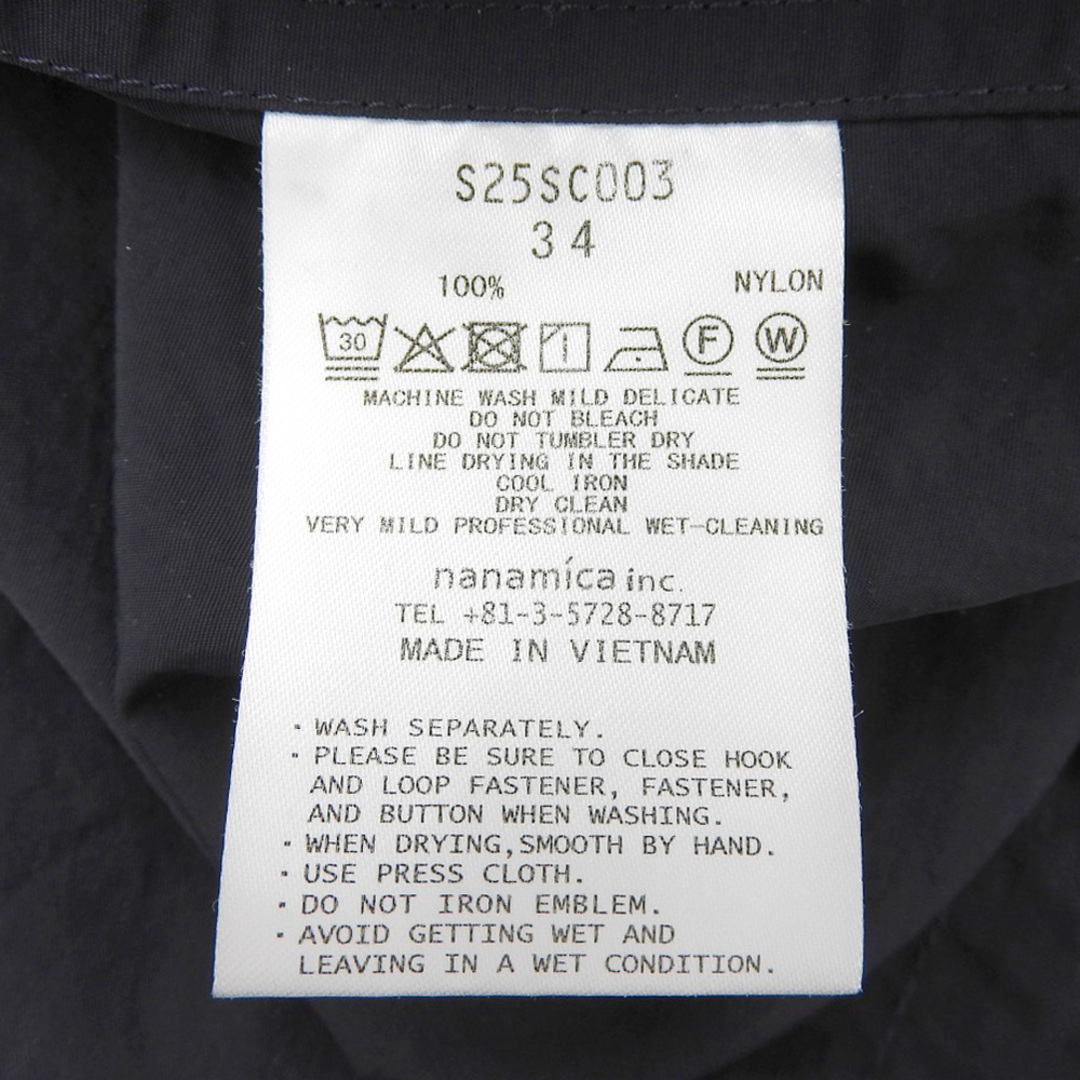 S25SC003
34
100% NYLON
30 F W
MACHINE WASH MILD DELICATE
DO NOT BLEACH
DO NOT TUMBLER DRY
LINE DRYING IN THE SHADE
COOL IRON
DRY CLEAN
VERY MILD PROFESSIONAL WET-CLEANING
nanamíca inc.
TEL +81-3-5728-8717
MADE IN VIETNAM
・WASH SEPARATELY.
・PLEASE BE SURE TO CLOSE HOOK
AND LOOP FASTENER, FASTENER,
AND BUTTON WHEN WASHING.
・WHEN DRYING,SMOOTH BY HAND.
・USE PRESS CLOTH.
・DO NOT IRON EMBLEM.
・AVOID GETTING WET AND
LEAVING IN A WET CONDITION.